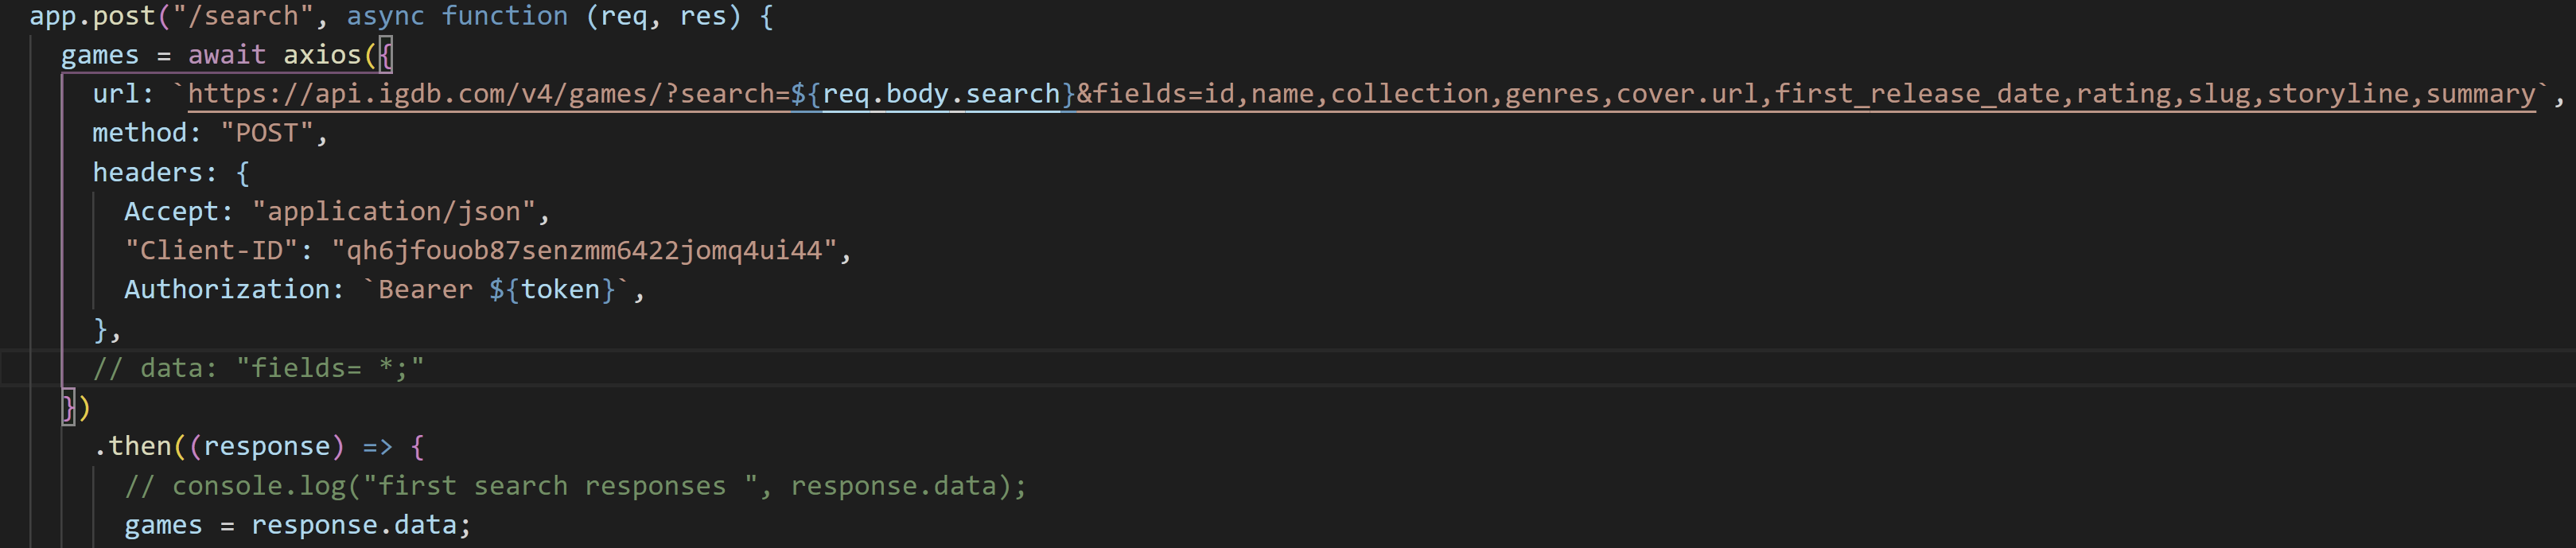 app.post("/search", async function (req, res) {
games = await axios({
url: `https://api.igdb.com/v4/games/?search=${req.body.search}&fields=id,name,collection,genres,cover.url,first_release_date,rating,slug,storyline,summary`,
method: "POST",
headers: {
Accept: "application/json",
"Client-ID": "qh6jfouob87senzmm6422jomq4ui44",
Authorization: `Bearer ${token}`,
},
// data: "fields= *;"
})
.then((response) => {
// console.log("first search responses ", response.data);
games = response.data;